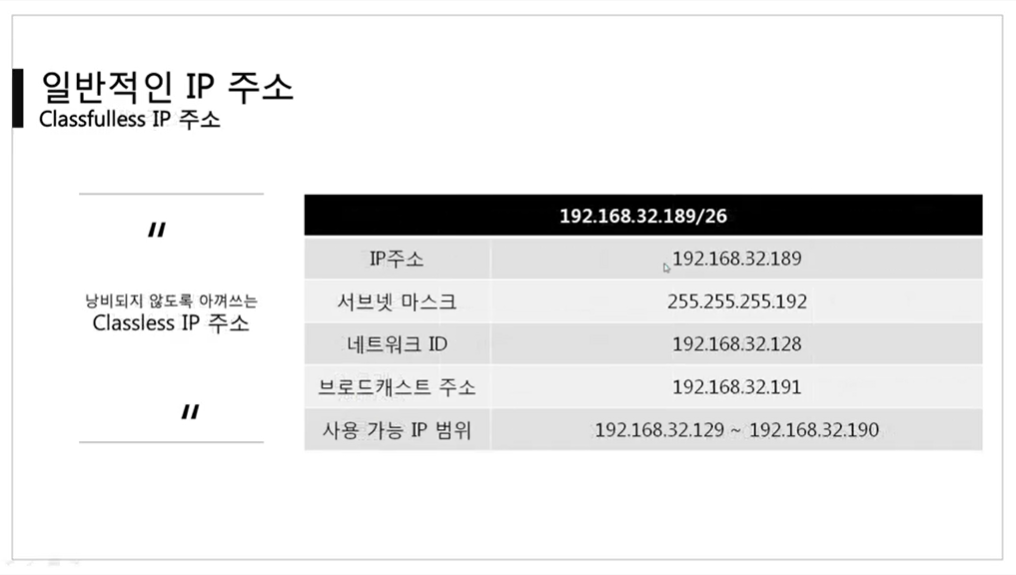 일반적인 IP 주소
Classfulless IP 주소
"
낭비되지 않도록 아껴쓰는
Classless IP 주소
"
192.168.32.189/26
IP주소 192.168.32.189
서브넷 마스크 255.255.255.192
네트워크 ID 192.168.32.128
브로드캐스트 주소 192.168.32.191
사용 가능 IP 범위 192.168.32.129 ~ 192.168.32.190